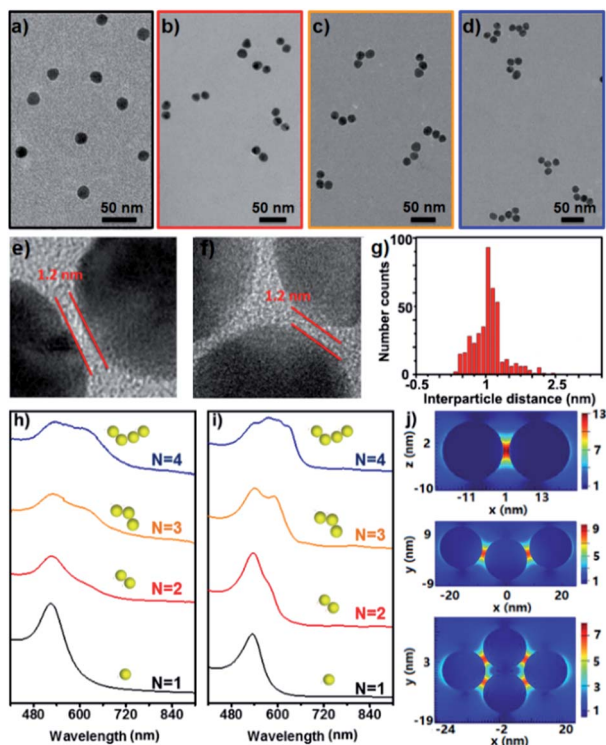 a)
b)
c)
d)
50 nm
50 nm
50 nm
50 nm
e)
1.2 nm
f)
1.2 nm
g)
Number counts
100
50
0
-0.5
1
2.5
Interparticle distance (nm)
h)
N=4
N=3
N=2
N=1
480 600 720 840
Wavelength (nm)
i)
N=4
N=3
N=2
N=1
480 600 720 840
Wavelength (nm)
j)
z (nm)
2
-10
-11 1 13
x (nm)
13
10
7
4
1
y (nm)
9
-9
-20 0 20
x (nm)
9
7
5
3
1
y (nm)
3
-19
-24 -2 20
x (nm)
7
5
3
1